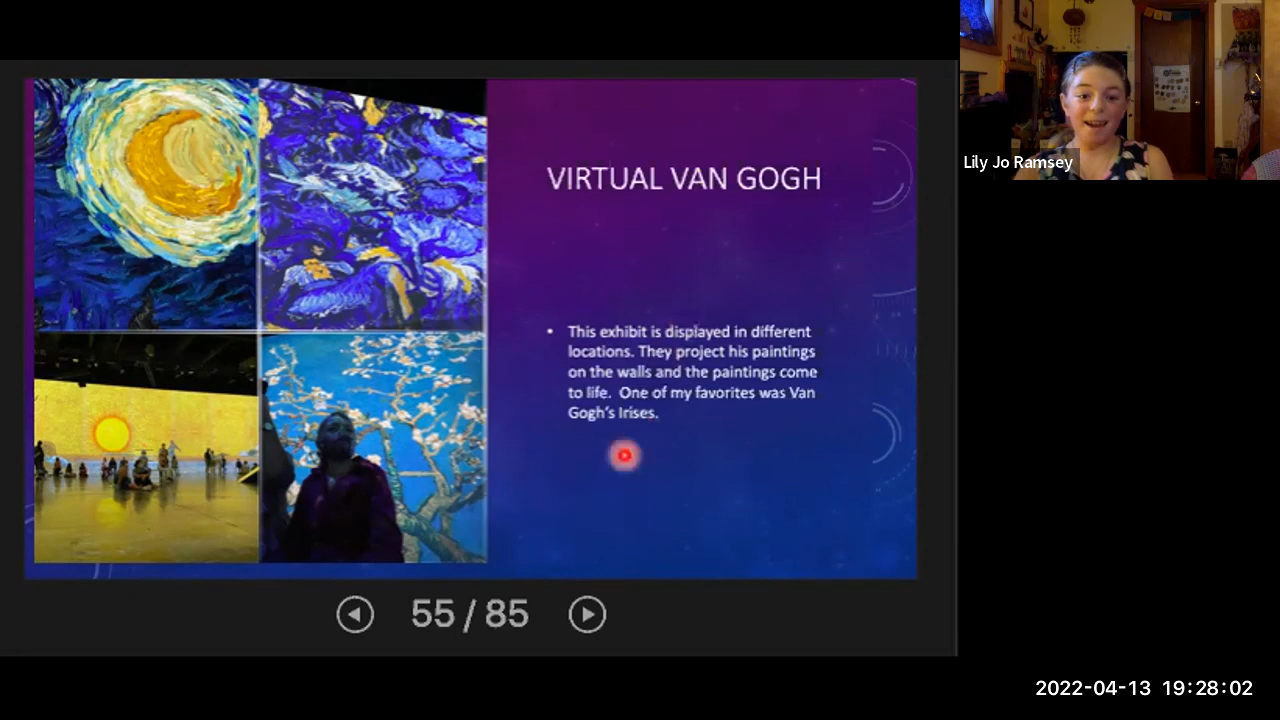 VIRTUAL VAN GOGH
• This exhibit is displayed in different
locations. They project his paintings
on the walls and the paintings come
to life.  One of my favorites was Van
Gogh's Irises.
55 / 85
Lily Jo Ramsey
2022-04-13 19:28:02